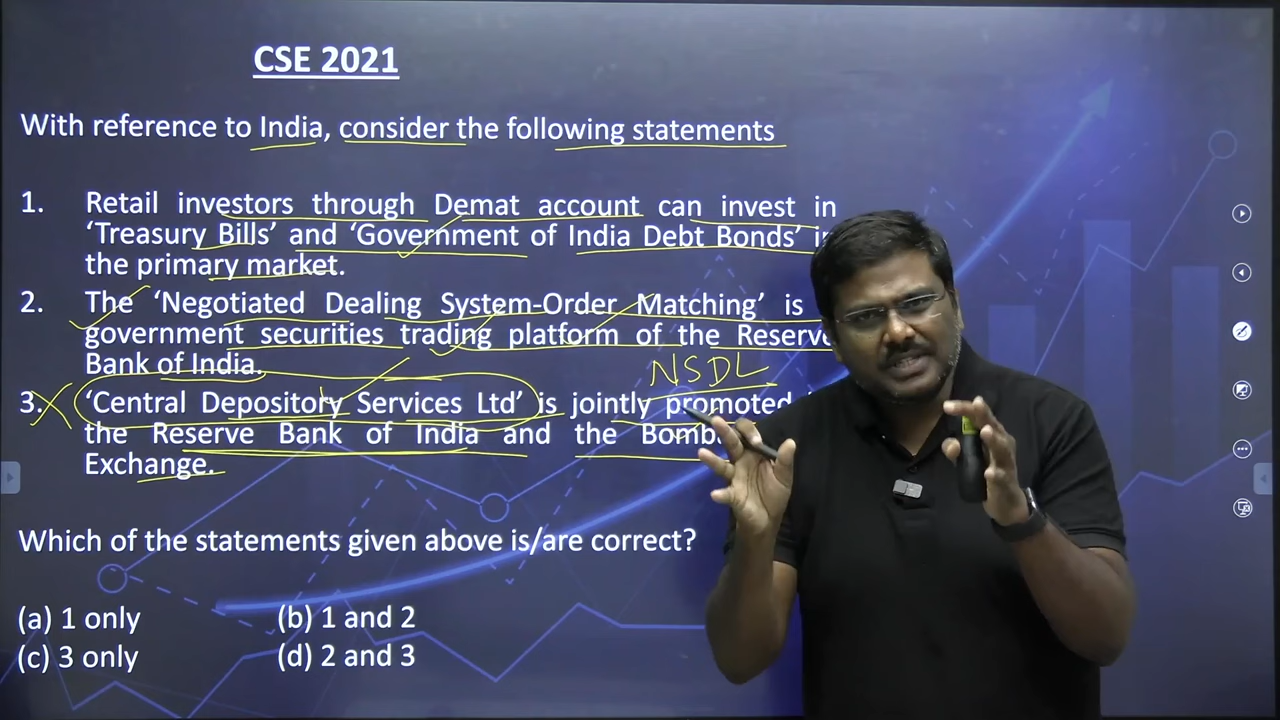 CSE 2021
With reference to India, consider the following statements
1. Retail investors through Demat account can invest in
‘Treasury Bills’ and ‘Government of India Debt Bonds’ in
the primary market.
2. The ‘Negotiated Dealing System-Order Matching’ is
government securities trading platform of the Reserve
Bank of India.
NSDL
3. ‘Central Depository Services Ltd’ is jointly promoted
the Reserve Bank of India and the
Exchange.
Which of the statements given above is/are correct?
(a) 1 only (b) 1 and 2
(c) 3 only (d) 2 and 3